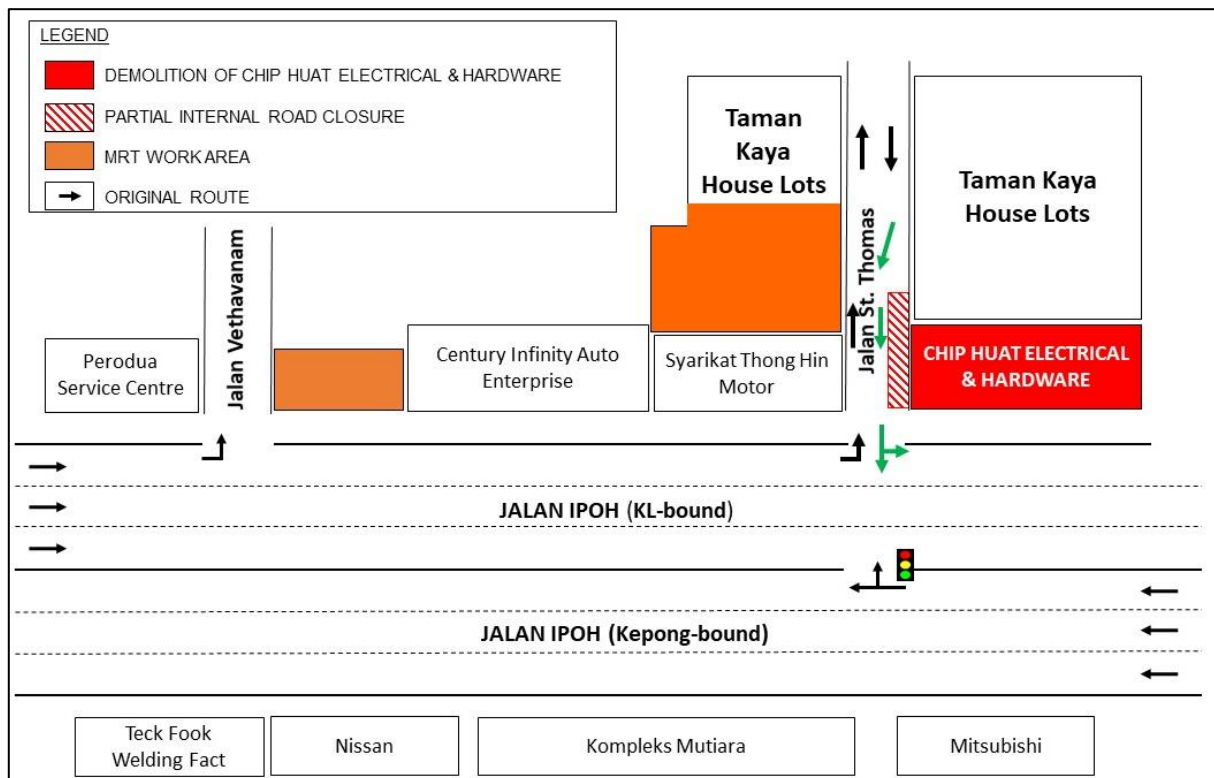 LEGEND
DEMOLITION OF CHIP HUAT ELECTRICAL & HARDWARE
PARTIAL INTERNAL ROAD CLOSURE
MRT WORK AREA
ORIGINAL ROUTE
Taman
Kaya
House Lots
Taman Kaya
House Lots
Jalan Vethavanam
Jalan St. Thomas
Perodua
Service Centre
Century Infinity Auto
Enterprise
Syarikat Thong Hin
Motor
CHIP HUAT ELECTRICAL
& HARDWARE
JALAN IPOH (KL-bound)
JALAN IPOH (Kepong-bound)
Teck Fook
Welding Fact
Nissan
Kompleks Mutiara
Mitsubishi